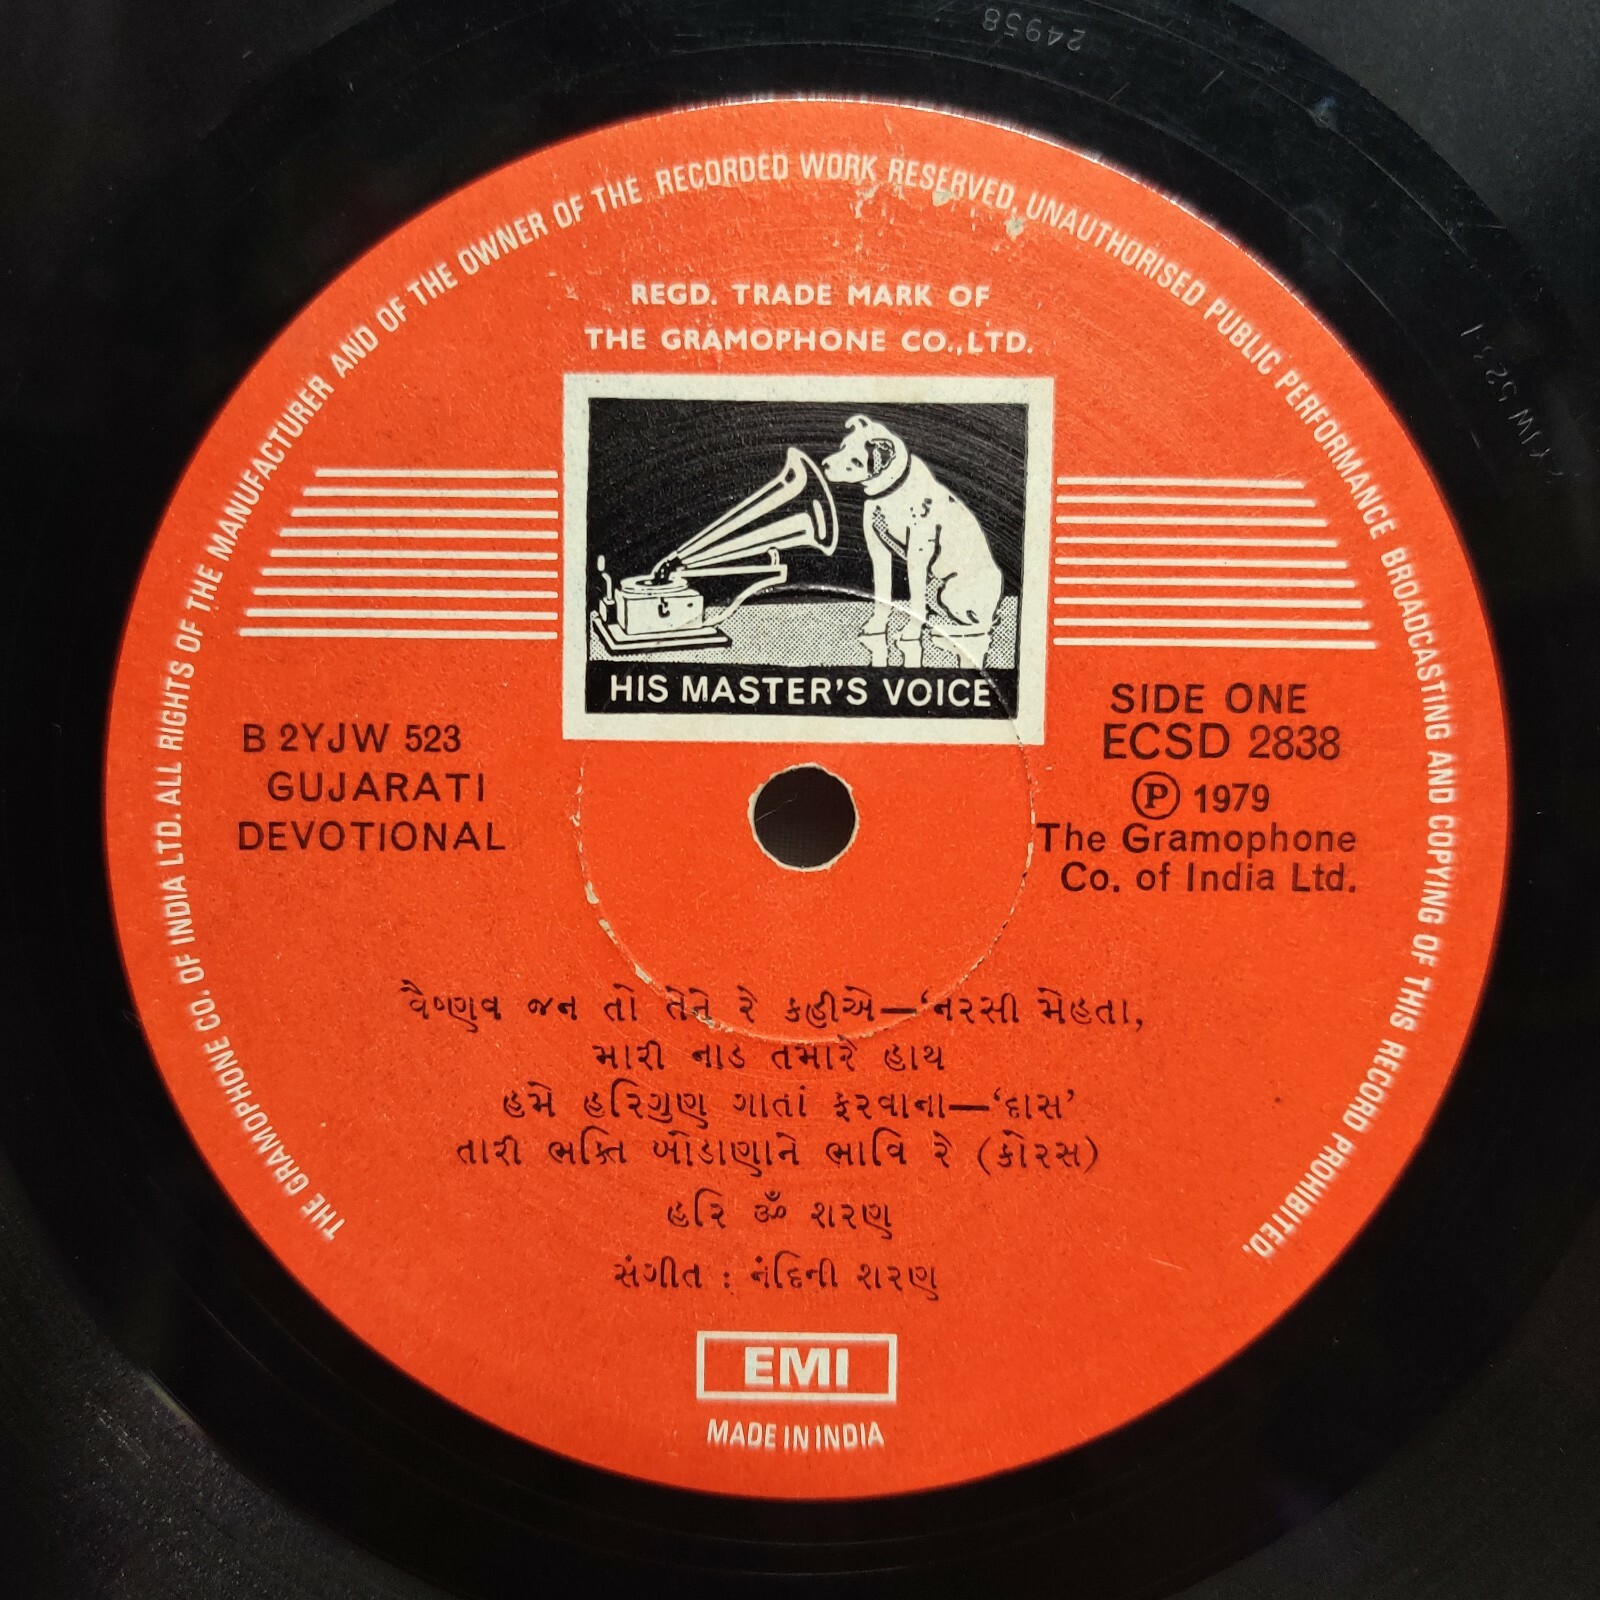 24958
2YJW 523-1
THE GRAMOPHONE CO. OF INDIA LTD. ALL RIGHTS OF THE MANUFACTURER AND OF THE OWNER OF THE RECORDED WORK RESERVED, UNAUTHORISED PUBLIC PERFORMANCE BROADCASTING AND COPYING OF THIS RECORD PROHIBITED.
REGD. TRADE MARK OF
THE GRAMOPHONE CO., LTD.
HIS MASTER'S VOICE
B 2YJW 523
GUJARATI
DEVOTIONAL
SIDE ONE
ECSD 2838
Ⓟ 1979
The Gramophone
Co. of India Ltd.
વૈષ્ણવ જન તો તેને રે કહીએ—‘નરસી મેહતા,
મારી નાડ તમારે હાથ
હમે હરિગુણ ગાતાં ફરવાના—‘દાસ’
તારી ભક્તિ બોડાણાને ભાવિ રે (કોરસ)
હરિ ૐ શરણ
સંગીત : નંદિની શરણ
EMI
MADE IN INDIA